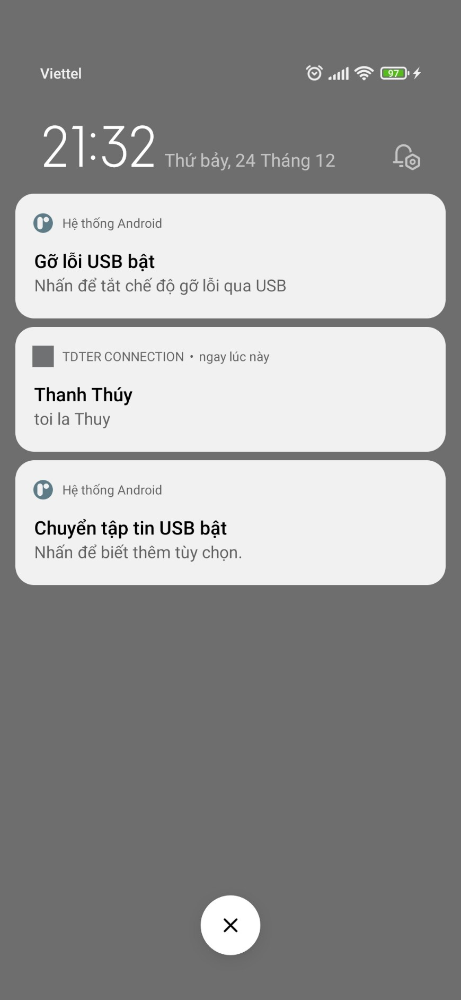 Viettel
97
21:32 Thứ bảy, 24 Tháng 12
Hệ thống Android
Gỡ lỗi USB bật
Nhấn để tắt chế độ gỡ lỗi qua USB
TDTER CONNECTION • ngay lúc này
Thanh Thúy
toi la Thuy
Hệ thống Android
Chuyển tập tin USB bật
Nhấn để biết thêm tùy chọn.